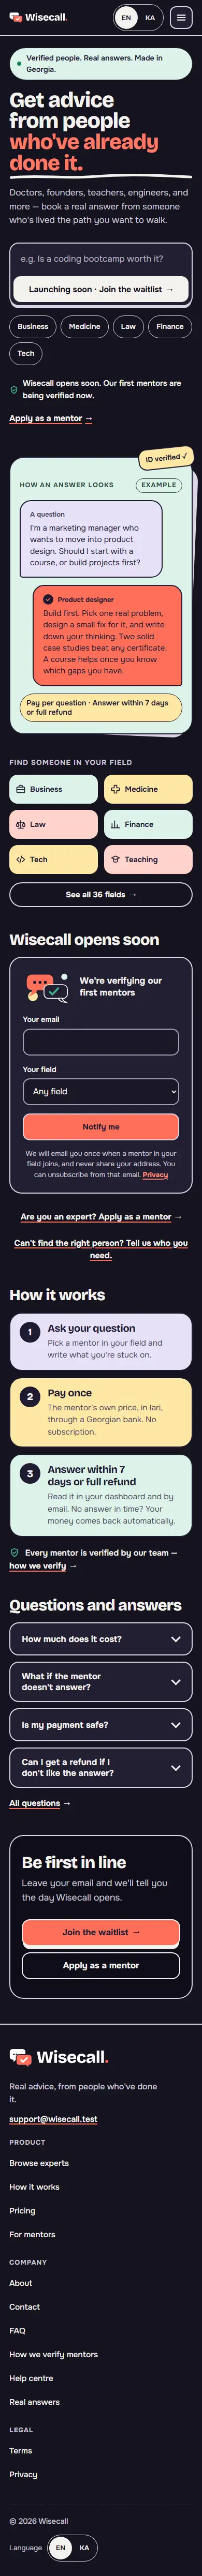 Wisecall.
EN KA
Verified people. Real answers. Made in
Georgia.
Get advice
from people
who've already
done it.
Doctors, founders, teachers, engineers, and
more — book a real answer from someone
who's lived the path you want to walk.
e.g. Is a coding bootcamp worth it?
Launching soon · Join the waitlist →
Business
Medicine
Law
Finance
Tech
Wisecall opens soon. Our first mentors are
being verified now.
Apply as a mentor →
ID verified ✓
HOW AN ANSWER LOOKS
EXAMPLE
A question
I'm a marketing manager who
wants to move into product
design. Should I start with a
course, or build projects first?
Product designer
Build first. Pick one real problem,
design a small fix for it, and write
down your thinking. Two solid
case studies beat any certificate.
A course helps once you know
which gaps you have.
Pay per question · Answer within 7 days
or full refund
FIND SOMEONE IN YOUR FIELD
Business
Medicine
Law
Finance
Tech
Teaching
See all 36 fields →
Wisecall opens soon
We're verifying our
first mentors
Your email
Your field
Any field
Notify me
We will email you once when a mentor in your
field joins, and never share your address. You
can unsubscribe from that email. Privacy
Are you an expert? Apply as a mentor →
Can't find the right person? Tell us who you
need.
How it works
1
Ask your question
Pick a mentor in your field and
write what you're stuck on.
2
Pay once
The mentor's own price, in lari,
through a Georgian bank. No
subscription.
3
Answer within 7
days or full refund
Read it in your dashboard and by
email. No answer in time? Your
money comes back automatically.
Every mentor is verified by our team —
how we verify →
Questions and answers
How much does it cost?
What if the mentor
doesn't answer?
Is my payment safe?
Can I get a refund if I
don't like the answer?
All questions →
Be first in line
Leave your email and we'll tell you
the day Wisecall opens.
Join the waitlist →
Apply as a mentor
Wisecall.
Real advice, from people who've done
it.
support@wisecall.test
PRODUCT
Browse experts
How it works
Pricing
For mentors
COMPANY
About
Contact
FAQ
How we verify mentors
Help centre
Real answers
LEGAL
Terms
Privacy
© 2026 Wisecall
Language EN KA